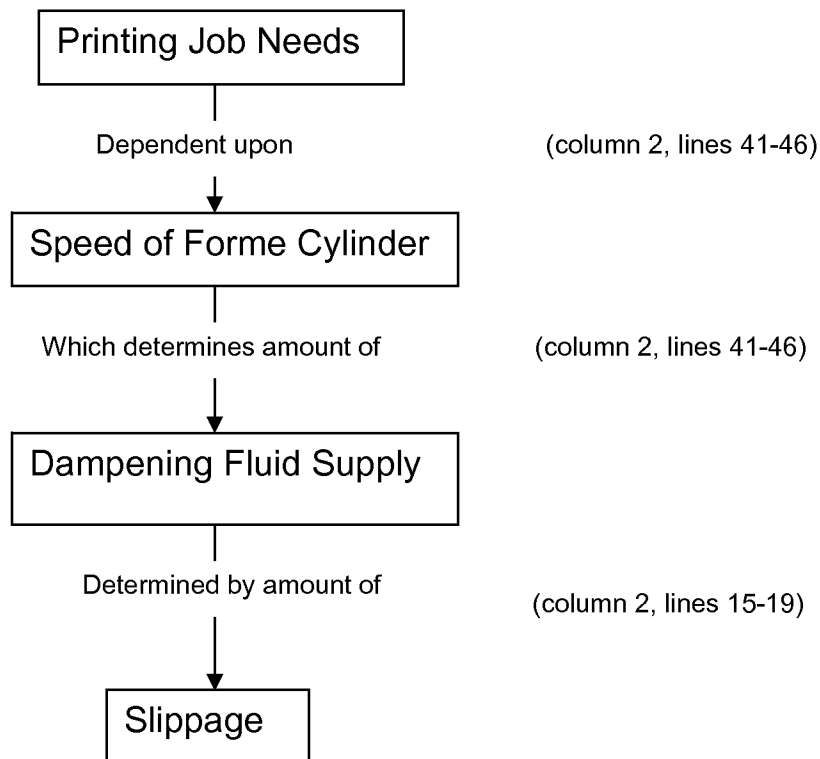 Printing Job Needs
Dependent upon (column 2, lines 41-46)
Speed of Forme Cylinder
Which determines amount of (column 2, lines 41-46)
Dampening Fluid Supply
Determined by amount of (column 2, lines 15-19)
Slippage